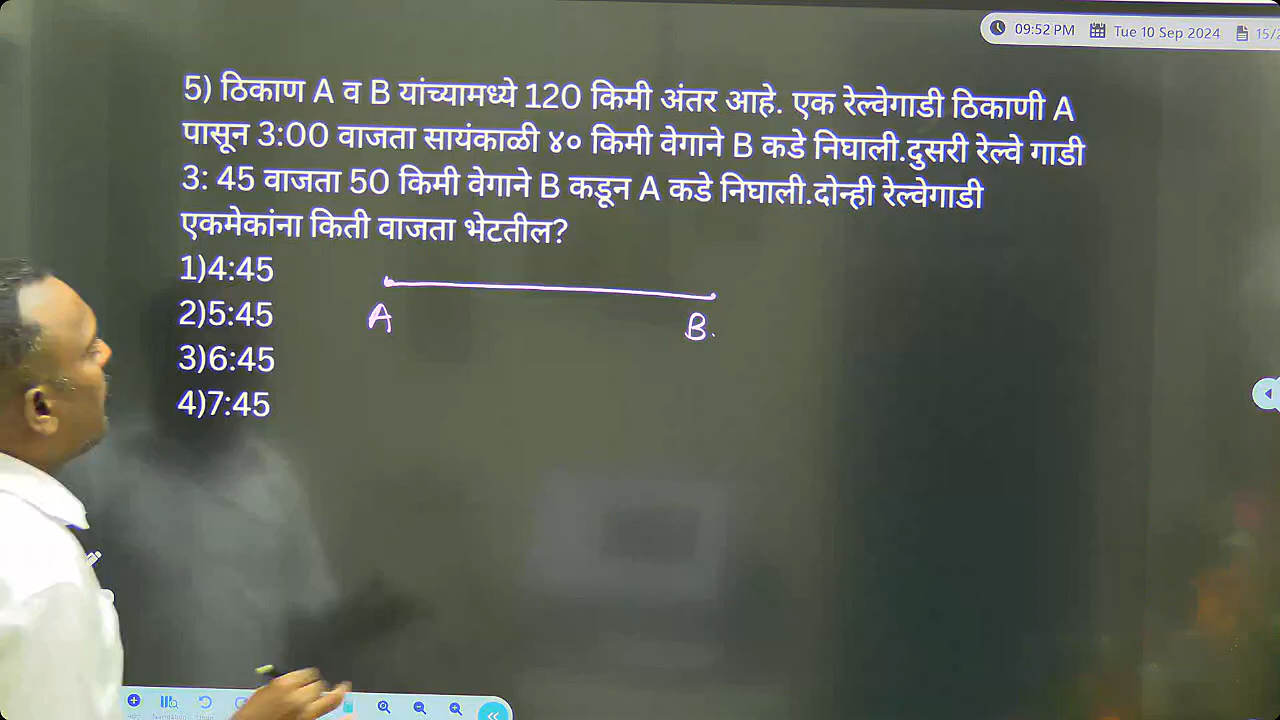 09:52 PM Tue 10 Sep 2024 15/2
5) ठिकाण A व B यांच्यामध्ये 120 किमी अंतर आहे. एक रेल्वेगाडी ठिकाणी A
पासून 3:00 वाजता सायंकाळी ४० किमी वेगाने B कडे निघाली.दुसरी रेल्वे गाडी
3: 45 वाजता 50 किमी वेगाने B कडून A कडे निघाली.दोन्ही रेल्वेगाडी
एकमेकांना किती वाजता भेटतील?
1)4:45
2)5:45
3)6:45
4)7:45
A B.